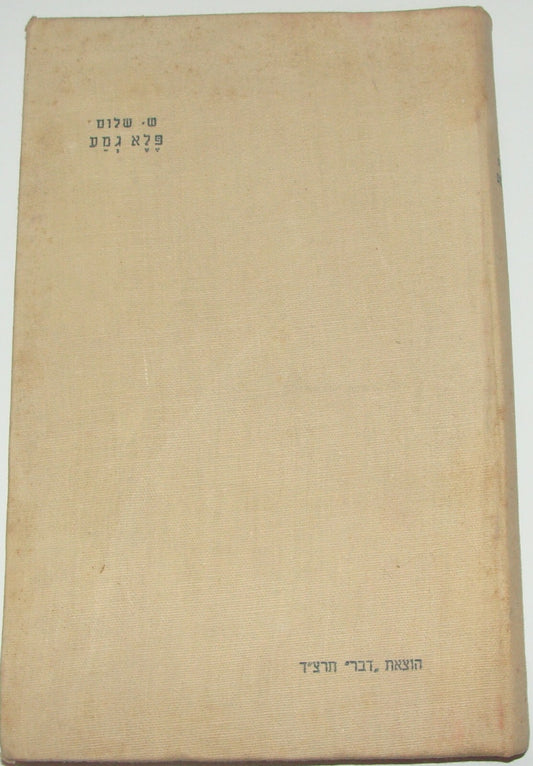 ש. שלום
פֶּלֶא גָמַע
הוצאת „דבר” תרצ״ד